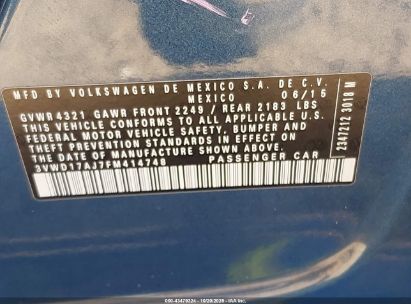 MFD BY VOLKSWAGEN DE MEXICO S.A. DE C.V.
MEXICO 06/15
GVWR 4321 GAWR FRONT 2249 / REAR 2183 LBS
THIS VEHICLE CONFORMS TO ALL APPLICABLE U.S.
FEDERAL MOTOR VEHICLE SAFETY, BUMPER AND
THEFT PREVENTION STANDARDS IN EFFECT ON
THE DATE OF MANUFACTURE SHOWN ABOVE.
3VWD17AJ7FM414748 PASSENGER CAR
2347212 3018 M